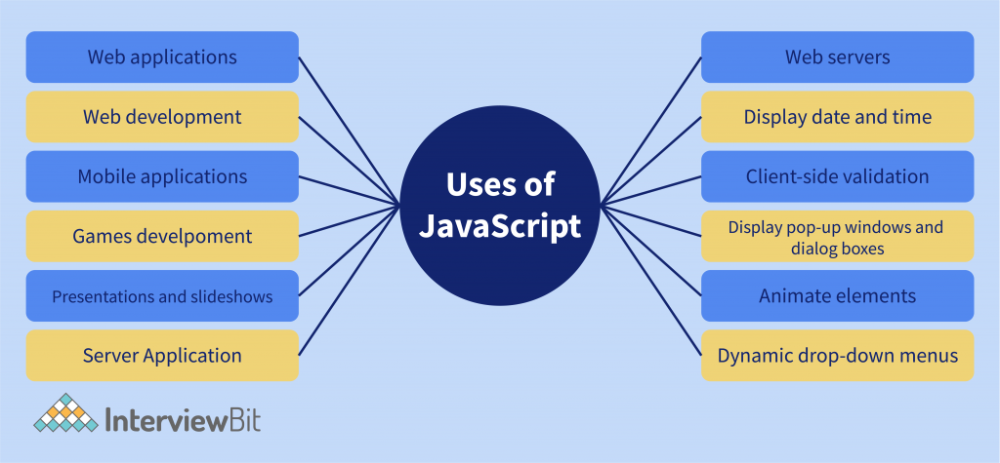 Web applications
Web development
Mobile applications
Games develpoment
Presentations and slideshows
Server Application
Uses of
JavaScript
Web servers
Display date and time
Client-side validation
Display pop-up windows and
dialog boxes
Animate elements
Dynamic drop-down menus
InterviewBit